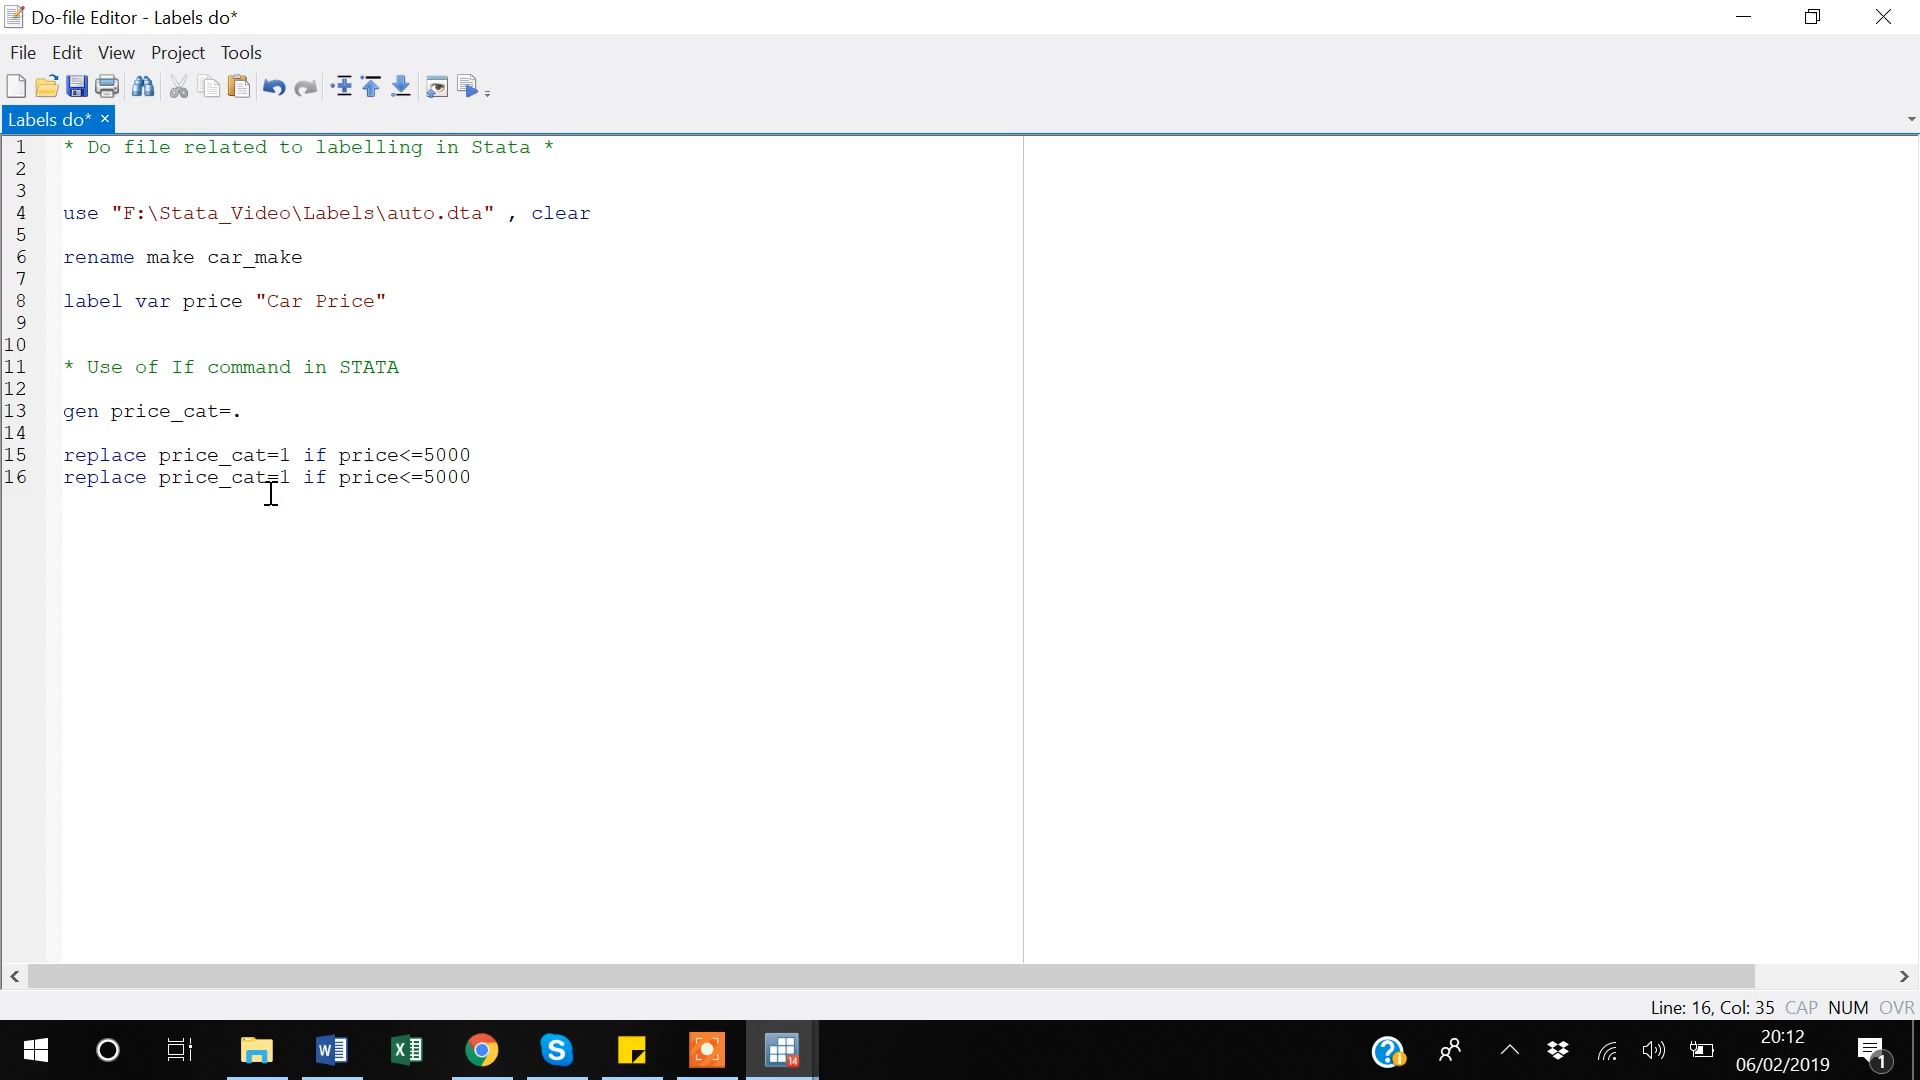 Do-file Editor - Labels do*
File Edit View Project Tools
Labels do* ×
1 * Do file related to labelling in Stata *
2
3
4 use "F:\Stata_Video\Labels\auto.dta" , clear
5
6 rename make car_make
7
8 label var price "Car Price"
9
10
11 * Use of If command in STATA
12
13 gen price_cat=.
14
15 replace price_cat=1 if price<=5000
16 replace price_cat=1 if price<=5000
Line: 16, Col: 35 CAP NUM OVR
20:12
06/02/2019
1
14